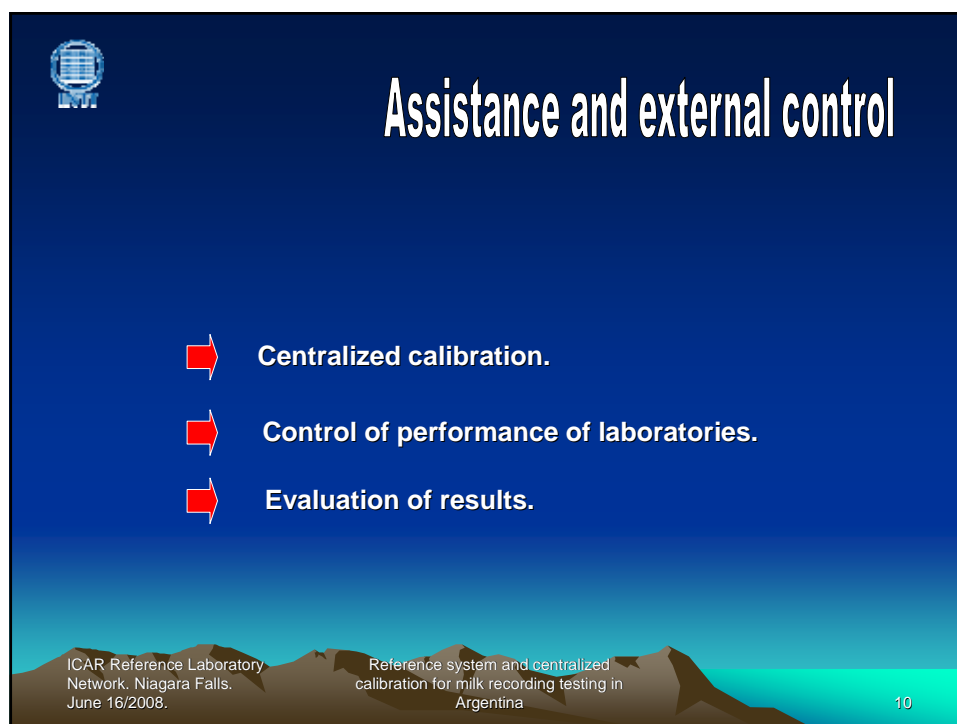 INTI
Assistance and external control
Centralized calibration.
Control of performance of laboratories.
Evaluation of results.
ICAR Reference Laboratory
Network. Niagara Falls.
June 16/2008.
Reference system and centralized
calibration for milk recording testing in
Argentina
10